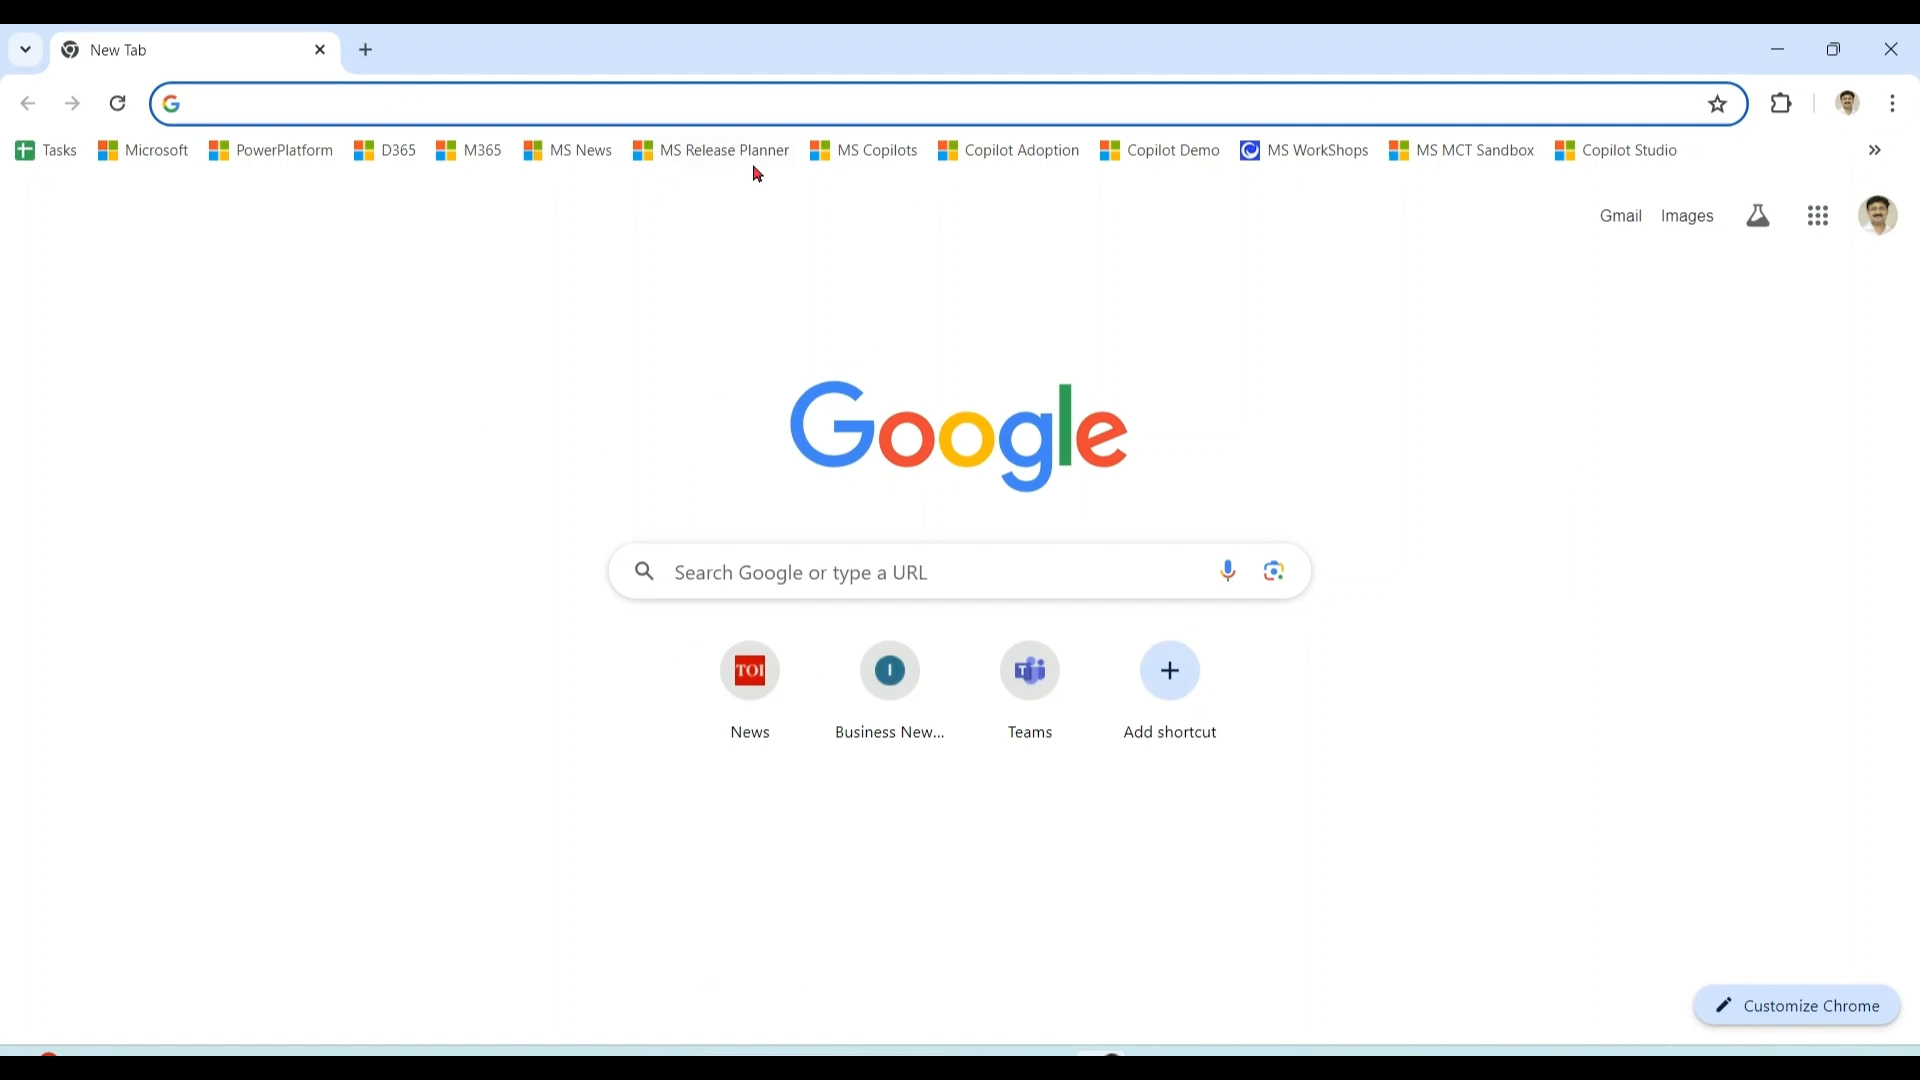 New Tab
Tasks Microsoft PowerPlatform D365 M365 MS News MS Release Planner MS Copilots Copilot Adoption Copilot Demo MS WorkShops MS MCT Sandbox Copilot Studio
Gmail Images
Google
Search Google or type a URL
TOI I T
News Business New... Teams Add shortcut
Customize Chrome